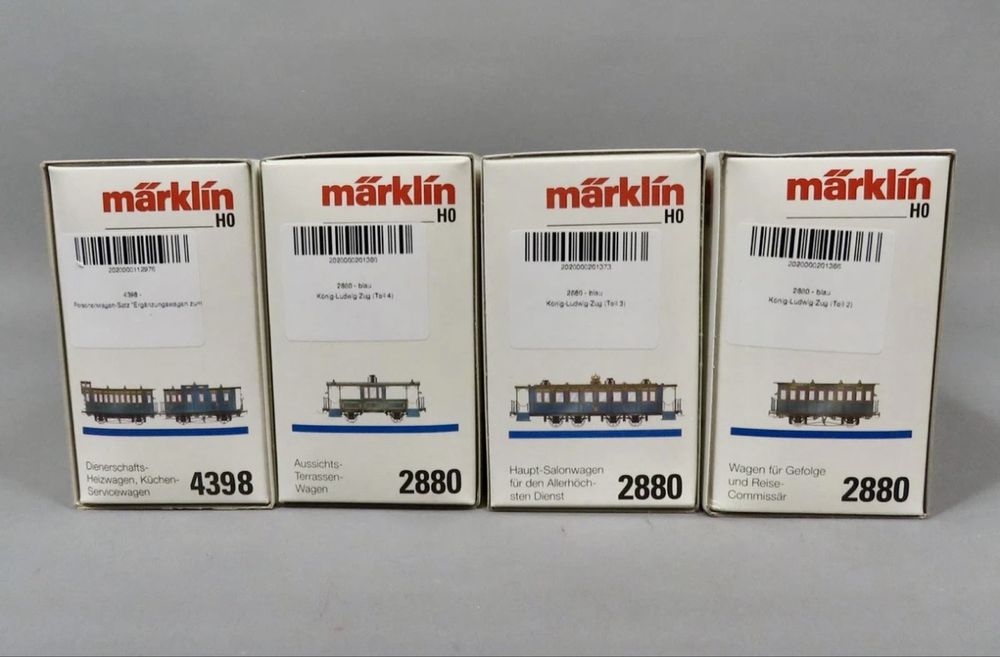 märklin
H0
2020000112976
4398 -
Personenwagen-Satz "Ergänzungswagen zum
Dienerschafts-
Heizwagen, Küchen-
Servicewagen
4398
märklin
H0
2880 - blau
König-Ludwig-Zug (Teil 4)
Aussichts-
Terrassen-
Wagen
2880
märklin
H0
2020000201373
2880 - blau
König-Ludwig-Zug (Teil 3)
Haupt-Salonwagen
für den Allerhöch-
sten Dienst
2880
märklin
H0
2880 - blau
König-Ludwig-Zug (Teil 2)
Wagen für Gefolge
und Reise-
Commissär
2880